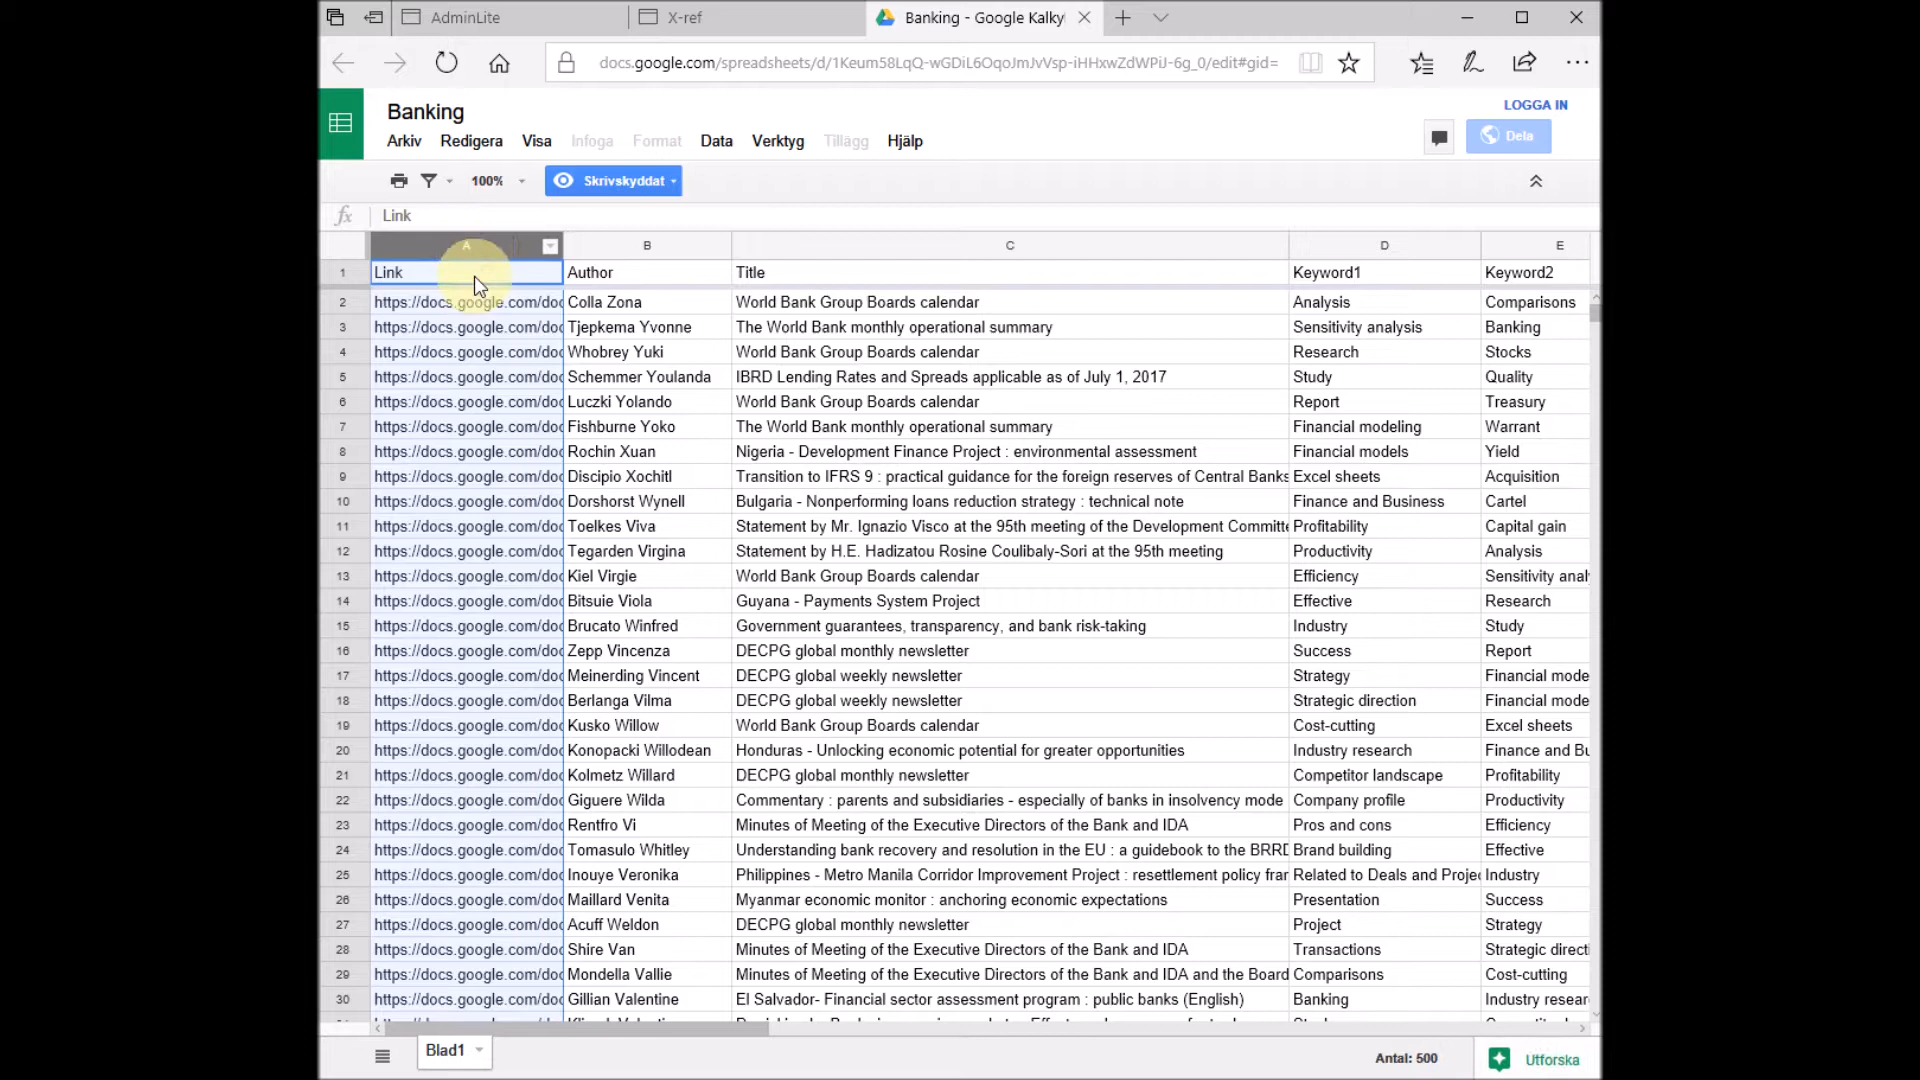 AdminLite X-ref Banking - Google Kalky
docs.google.com/spreadsheets/d/1Keum58LqQ-wGDiL6OqoJmJvVsp-iHHxwZdWPiJ-6g_0/edit#gid=
Banking
LOGGA IN
Arkiv Redigera Visa Infoga Format Data Verktyg Tillägg Hjälp
Dela
100% Skrivskyddat
fx Link
A B C D E
1 Link Author Title Keyword1 Keyword2
2 https://docs.google.com/doc Colla Zona World Bank Group Boards calendar Analysis Comparisons
3 https://docs.google.com/doc Tjepkema Yvonne The World Bank monthly operational summary Sensitivity analysis Banking
4 https://docs.google.com/doc Whobrey Yuki World Bank Group Boards calendar Research Stocks
5 https://docs.google.com/doc Schemmer Youlanda IBRD Lending Rates and Spreads applicable as of July 1, 2017 Study Quality
6 https://docs.google.com/doc Luczki Yolando World Bank Group Boards calendar Report Treasury
7 https://docs.google.com/doc Fishburne Yoko The World Bank monthly operational summary Financial modeling Warrant
8 https://docs.google.com/doc Rochin Xuan Nigeria - Development Finance Project : environmental assessment Financial models Yield
9 https://docs.google.com/doc Discipio Xochitl Transition to IFRS 9 : practical guidance for the foreign reserves of Central Banks Excel sheets Acquisition
10 https://docs.google.com/doc Dorshorst Wynell Bulgaria - Nonperforming loans reduction strategy : technical note Finance and Business Cartel
11 https://docs.google.com/doc Toelkes Viva Statement by Mr. Ignazio Visco at the 95th meeting of the Development Committe Profitability Capital gain
12 https://docs.google.com/doc Tegarden Virgina Statement by H.E. Hadizatou Rosine Coulibaly-Sori at the 95th meeting Productivity Analysis
13 https://docs.google.com/doc Kiel Virgie World Bank Group Boards calendar Efficiency Sensitivity anal
14 https://docs.google.com/doc Bitsuie Viola Guyana - Payments System Project Effective Research
15 https://docs.google.com/doc Brucato Winfred Government guarantees, transparency, and bank risk-taking Industry Study
16 https://docs.google.com/doc Zepp Vincenza DECPG global monthly newsletter Success Report
17 https://docs.google.com/doc Meinerding Vincent DECPG global weekly newsletter Strategy Financial mode
18 https://docs.google.com/doc Berlanga Vilma DECPG global weekly newsletter Strategic direction Financial mode
19 https://docs.google.com/doc Kusko Willow World Bank Group Boards calendar Cost-cutting Excel sheets
20 https://docs.google.com/doc Konopacki Willodean Honduras - Unlocking economic potential for greater opportunities Industry research Finance and Bu
21 https://docs.google.com/doc Kolmetz Willard DECPG global monthly newsletter Competitor landscape Profitability
22 https://docs.google.com/doc Giguere Wilda Commentary : parents and subsidiaries - especially of banks in insolvency mode Company profile Productivity
23 https://docs.google.com/doc Rentfro Vi Minutes of Meeting of the Executive Directors of the Bank and IDA Pros and cons Efficiency
24 https://docs.google.com/doc Tomasulo Whitley Understanding bank recovery and resolution in the EU : a guidebook to the BRRD Brand building Effective
25 https://docs.google.com/doc Inouye Veronika Philippines - Metro Manila Corridor Improvement Project : resettlement policy fran Related to Deals and Projec Industry
26 https://docs.google.com/doc Maillard Venita Myanmar economic monitor : anchoring economic expectations Presentation Success
27 https://docs.google.com/doc Acuff Weldon DECPG global monthly newsletter Project Strategy
28 https://docs.google.com/doc Shire Van Minutes of Meeting of the Executive Directors of the Bank and IDA Transactions Strategic directi
29 https://docs.google.com/doc Mondella Vallie Minutes of Meeting of the Executive Directors of the Bank and IDA and the Board Comparisons Cost-cutting
30 https://docs.google.com/doc Gillian Valentine El Salvador- Financial sector assessment program : public banks (English) Banking Industry resear
Blad1 Antal: 500 Utforska